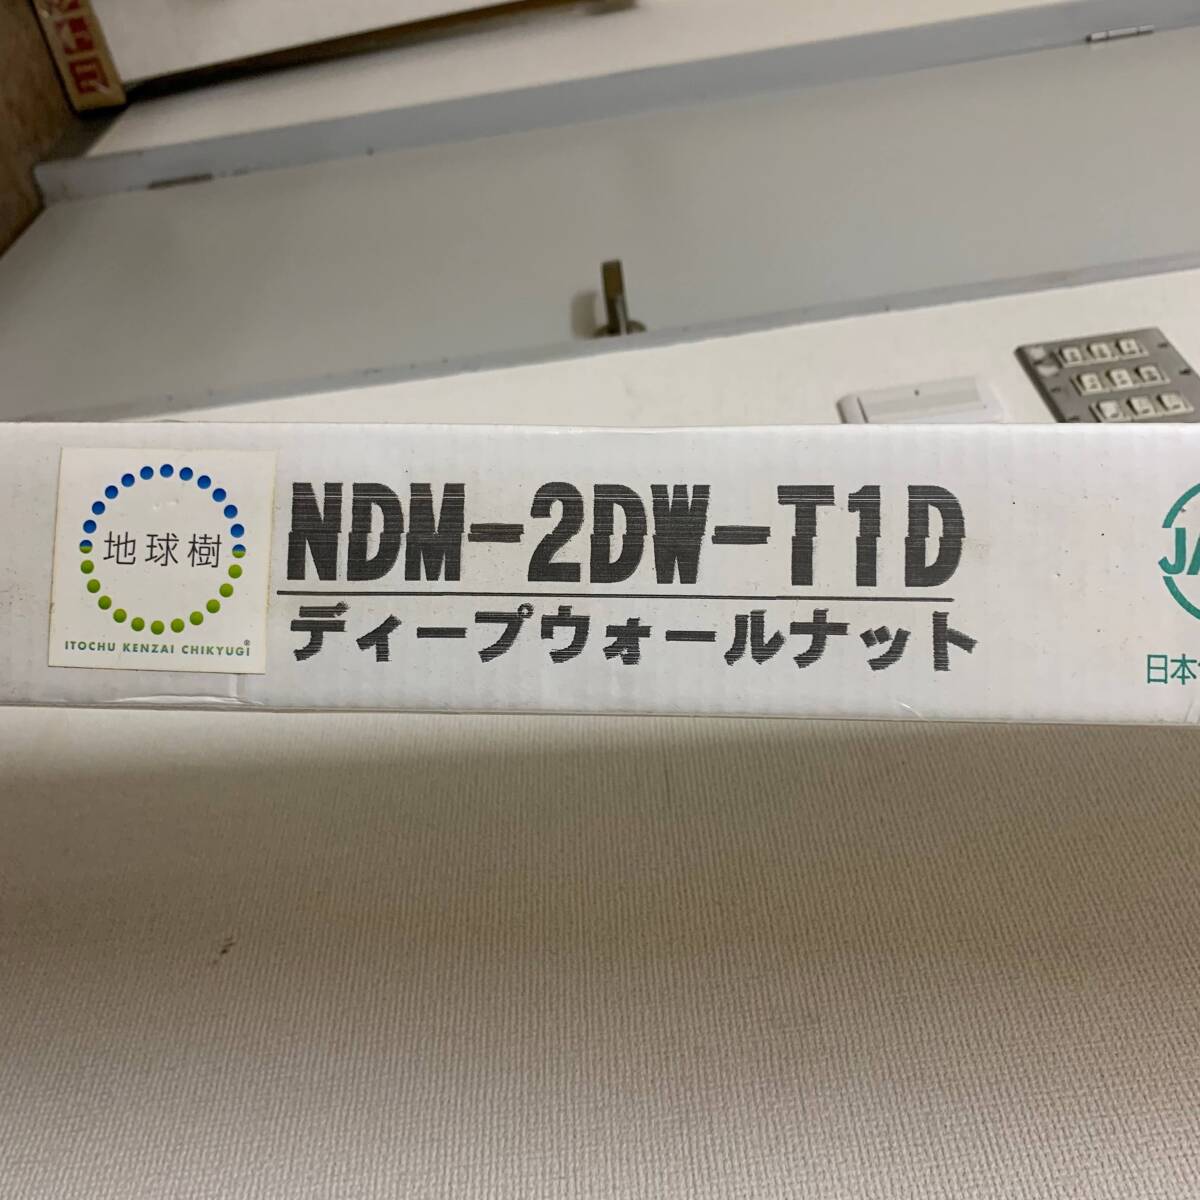 地球樹
ITOCHU KENZAI CHIKYUGI®
NDM-2DW-T1D
ディープウォールナット
JA
日本